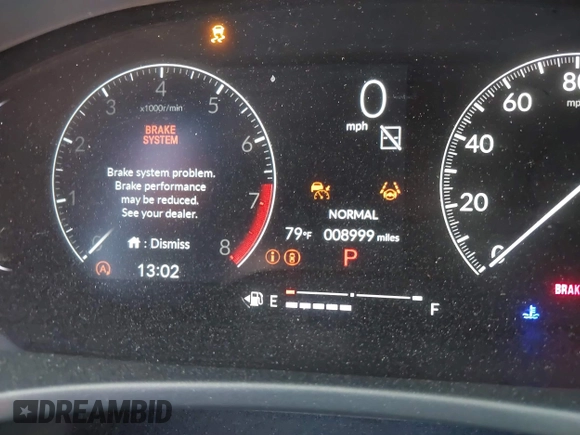 1 2 3 4 5 6 7 8
x1000r/min
BRAKE
SYSTEM
Brake system problem.
Brake performance
may be reduced.
See your dealer.
: Dismiss
A 13:02
0
mph
NORMAL
79°F 008999 miles
P
E F
0 20 40 60 80
mp
BRAK
DREAMBID